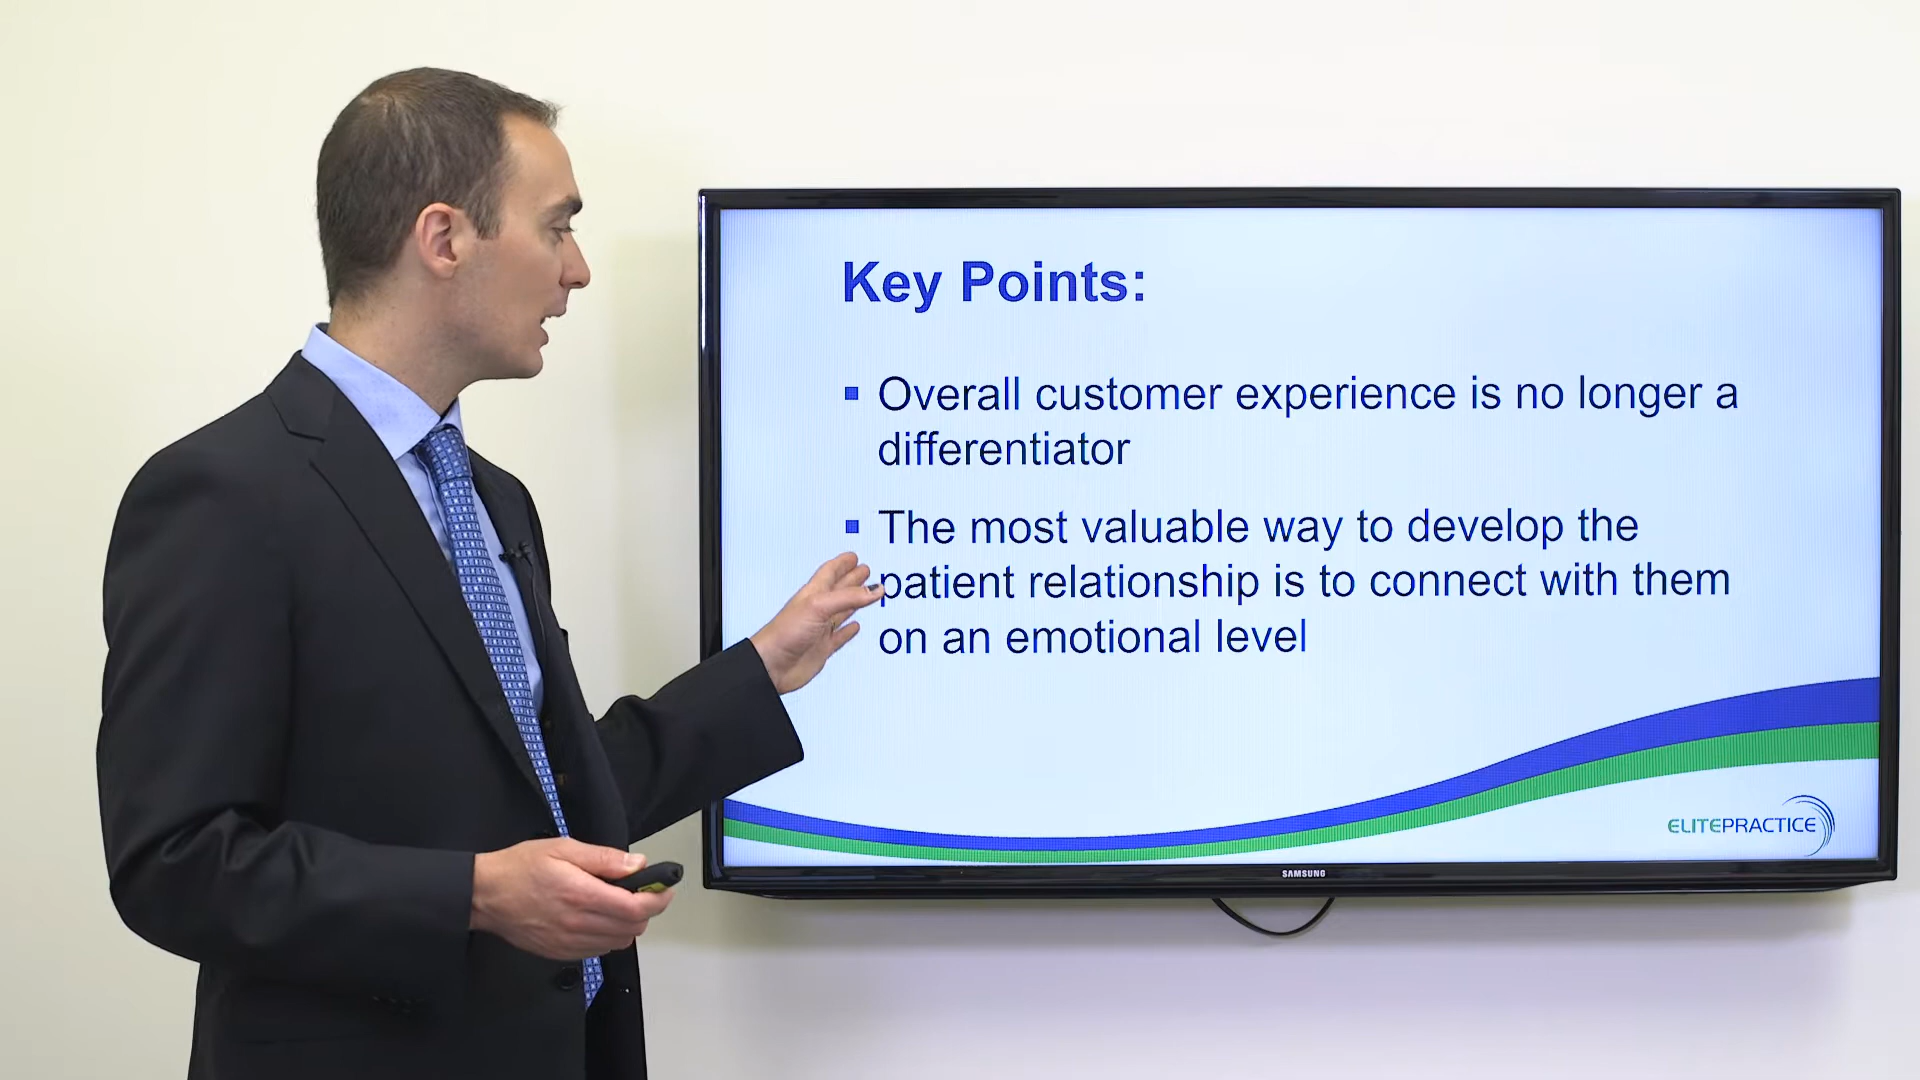 Key Points:
Overall customer experience is no longer a
differentiator
The most valuable way to develop the
patient relationship is to connect with them
on an emotional level
ELITEPRACTICE
SAMSUNG